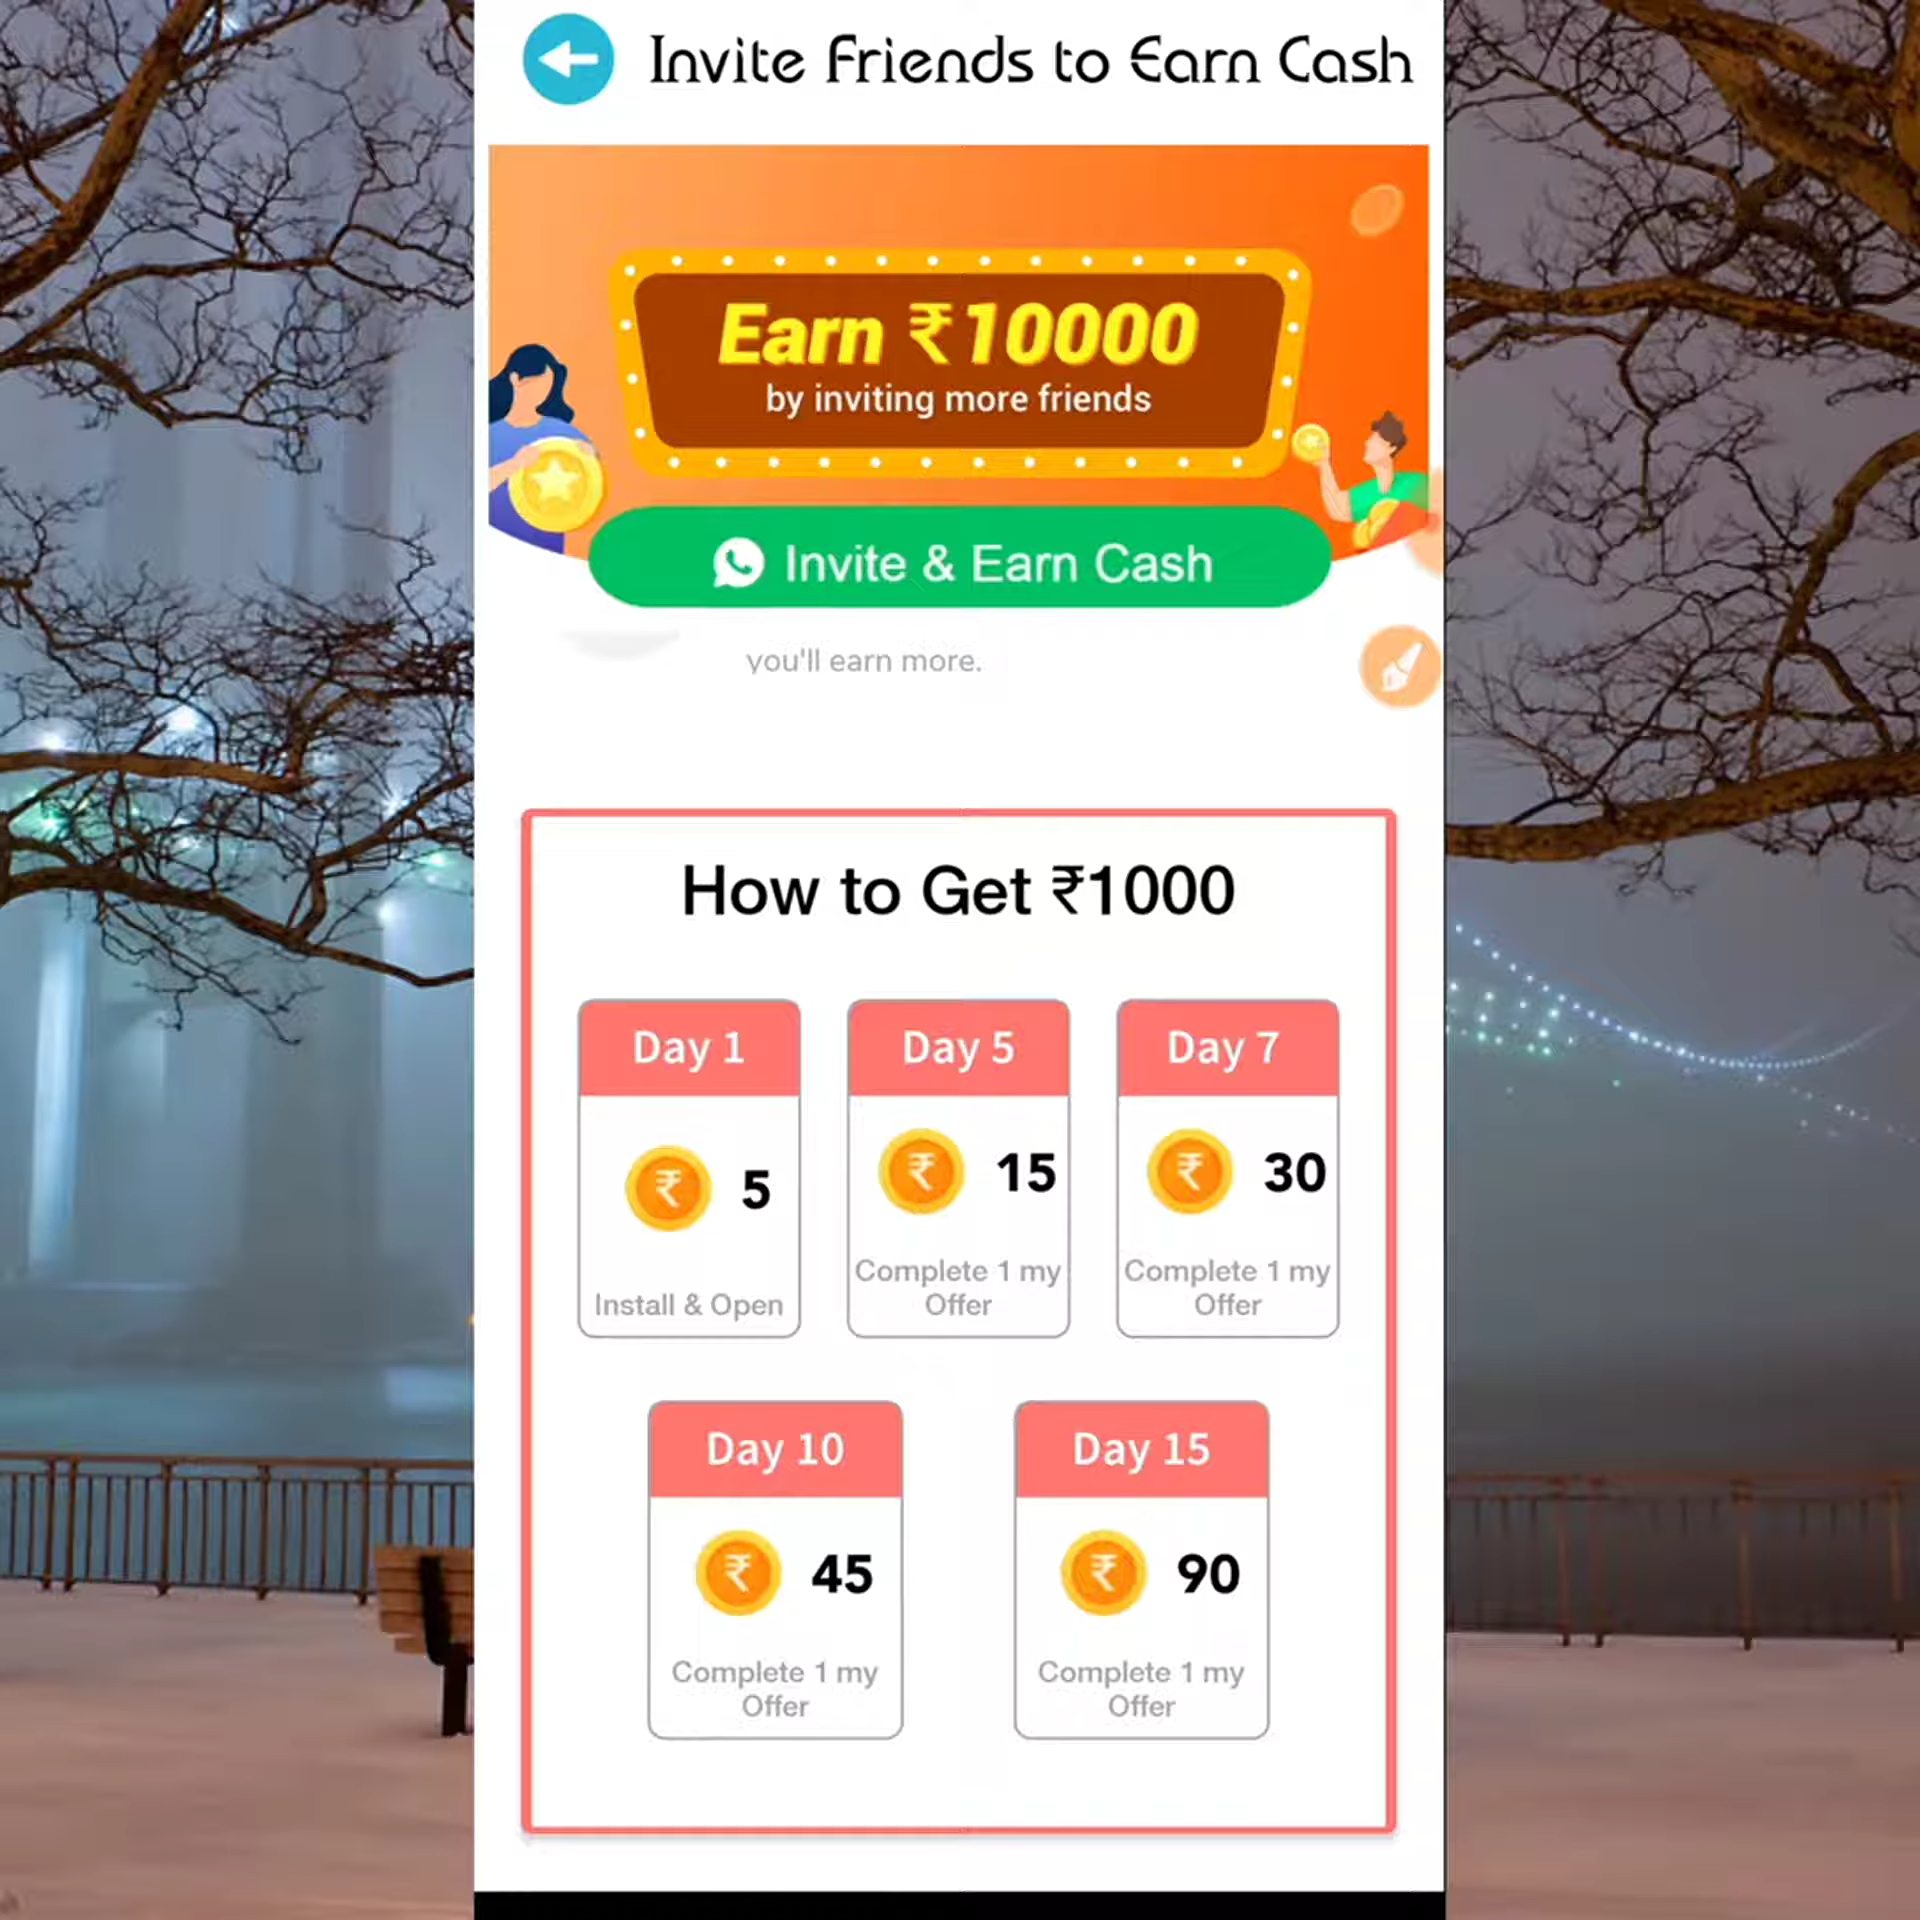 Invite Friends to Earn Cash
Earn ₹10000
by inviting more friends
Invite & Earn Cash
you'll earn more.
How to Get ₹1000
Day 1
₹ 5
Install & Open
Day 5
₹ 15
Complete 1 my
Offer
Day 7
₹ 30
Complete 1 my
Offer
Day 10
₹ 45
Complete 1 my
Offer
Day 15
₹ 90
Complete 1 my
Offer